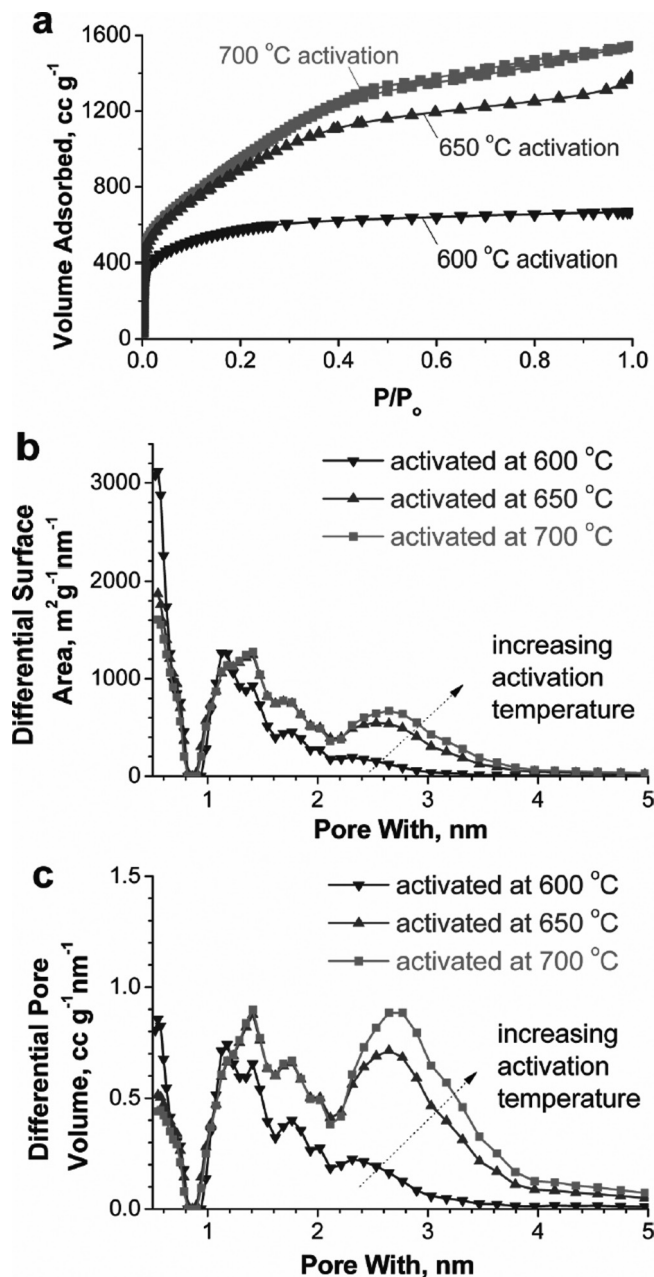 a
1600
1200
800
400
0
Volume Adsorbed, cc g⁻¹
700 °C activation
650 °C activation
600 °C activation
0.0 0.2 0.4 0.6 0.8 1.0
P/Pₒ
b
3000
2000
1000
0
Differential Surface
Area, m²g⁻¹nm⁻¹
activated at 600 °C
activated at 650 °C
activated at 700 °C
increasing
activation
temperature
1 2 3 4 5
Pore With, nm
c
1.5
1.0
0.5
0.0
Differential Pore
Volume, cc g⁻¹nm⁻¹
activated at 600 °C
activated at 650 °C
activated at 700 °C
increasing
activation
temperature
1 2 3 4 5
Pore With, nm